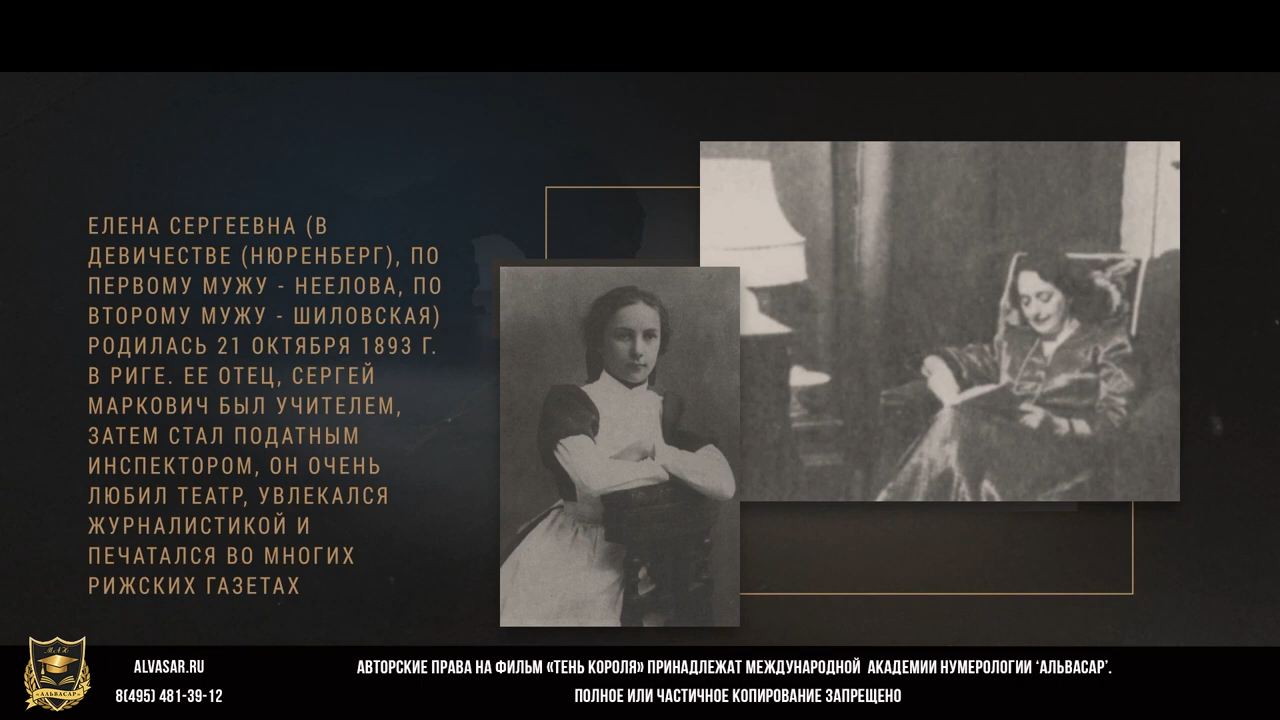 ЕЛЕНА СЕРГЕЕВНА (В
ДЕВИЧЕСТВЕ (НЮРЕНБЕРГ), ПО
ПЕРВОМУ МУЖУ - НЕЕЛОВА, ПО
ВТОРОМУ МУЖУ - ШИЛОВСКАЯ)
РОДИЛАСЬ 21 ОКТЯБРЯ 1893 Г.
В РИГЕ. ЕЕ ОТЕЦ, СЕРГЕЙ
МАРКОВИЧ БЫЛ УЧИТЕЛЕМ,
ЗАТЕМ СТАЛ ПОДАТНЫМ
ИНСПЕКТОРОМ, ОН ОЧЕНЬ
ЛЮБИЛ ТЕАТР, УВЛЕКАЛСЯ
ЖУРНАЛИСТИКОЙ И
ПЕЧАТАЛСЯ ВО МНОГИХ
РИЖСКИХ ГАЗЕТАХ
МАН
АЛЬВАСАР
ALVASAR.RU
8(495) 481-39-12
АВТОРСКИЕ ПРАВА НА ФИЛЬМ «ТЕНЬ КОРОЛЯ» ПРИНАДЛЕЖАТ МЕЖДУНАРОДНОЙ АКАДЕМИИ НУМЕРОЛОГИИ ‘АЛЬВАСАР’.
ПОЛНОЕ ИЛИ ЧАСТИЧНОЕ КОПИРОВАНИЕ ЗАПРЕЩЕНО